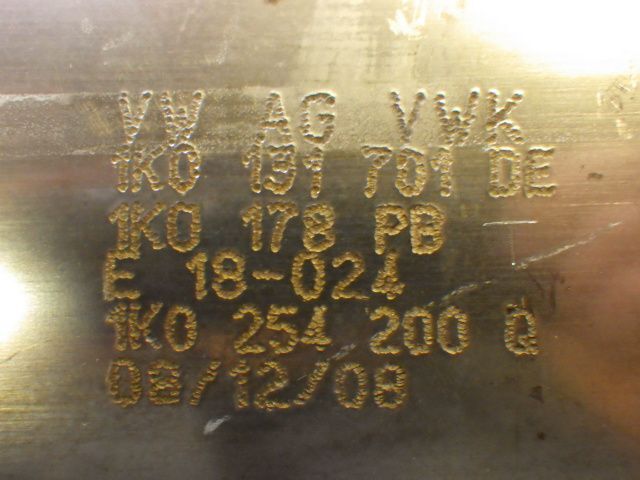 VW AG VWK
1K0 131 701 DE
1K0 178 PB
E 18-024
1K0 254 200 Q
08/12/08